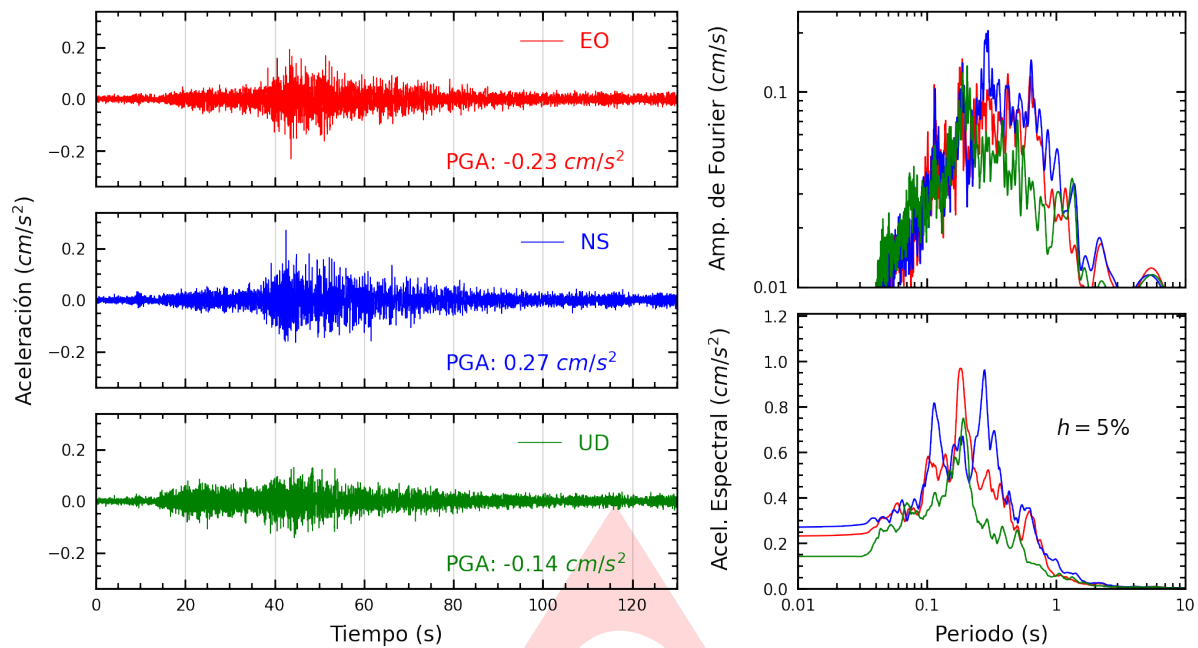 Aceleración (cm/s²)
0.2
0.0
−0.2
EO
PGA: -0.23 cm/s²
0.2
0.0
−0.2
NS
PGA: 0.27 cm/s²
0.2
0.0
−0.2
UD
PGA: -0.14 cm/s²
0 20 40 60 80 100 120
Tiempo (s)
Amp. de Fourier (cm/s)
0.1
0.01
Acel. Espectral (cm/s²)
1.2
1.0
0.8
0.6
0.4
0.2
0.0
h = 5%
0.01 0.1 1 10
Periodo (s)